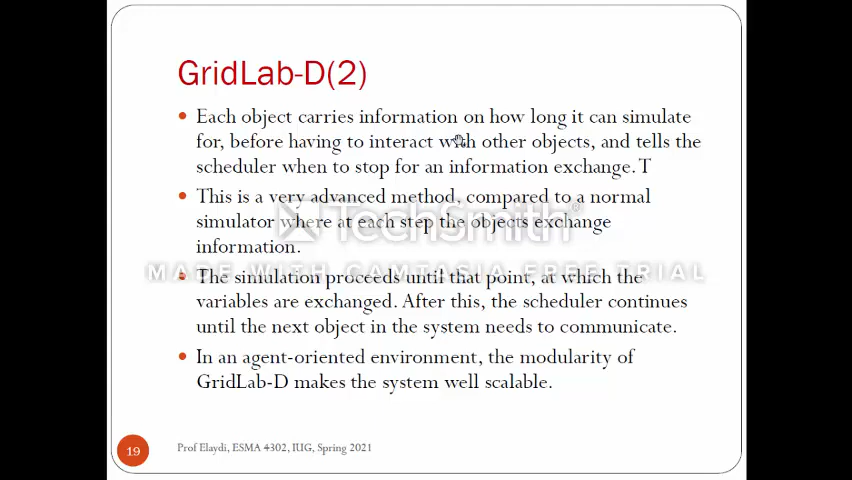 GridLab-D(2)
Each object carries information on how long it can simulate
for, before having to interact with other objects, and tells the
scheduler when to stop for an information exchange. T
This is a very advanced method, compared to a normal
simulator where at each step the objects exchange
information.
TechSmith®
MADE WITH CAMTASIA FREE TRIAL
The simulation proceeds until that point, at which the
variables are exchanged. After this, the scheduler continues
until the next object in the system needs to communicate.
In an agent-oriented environment, the modularity of
GridLab-D makes the system well scalable.
19
Prof Elaydi, ESMA 4302, IUG, Spring 2021